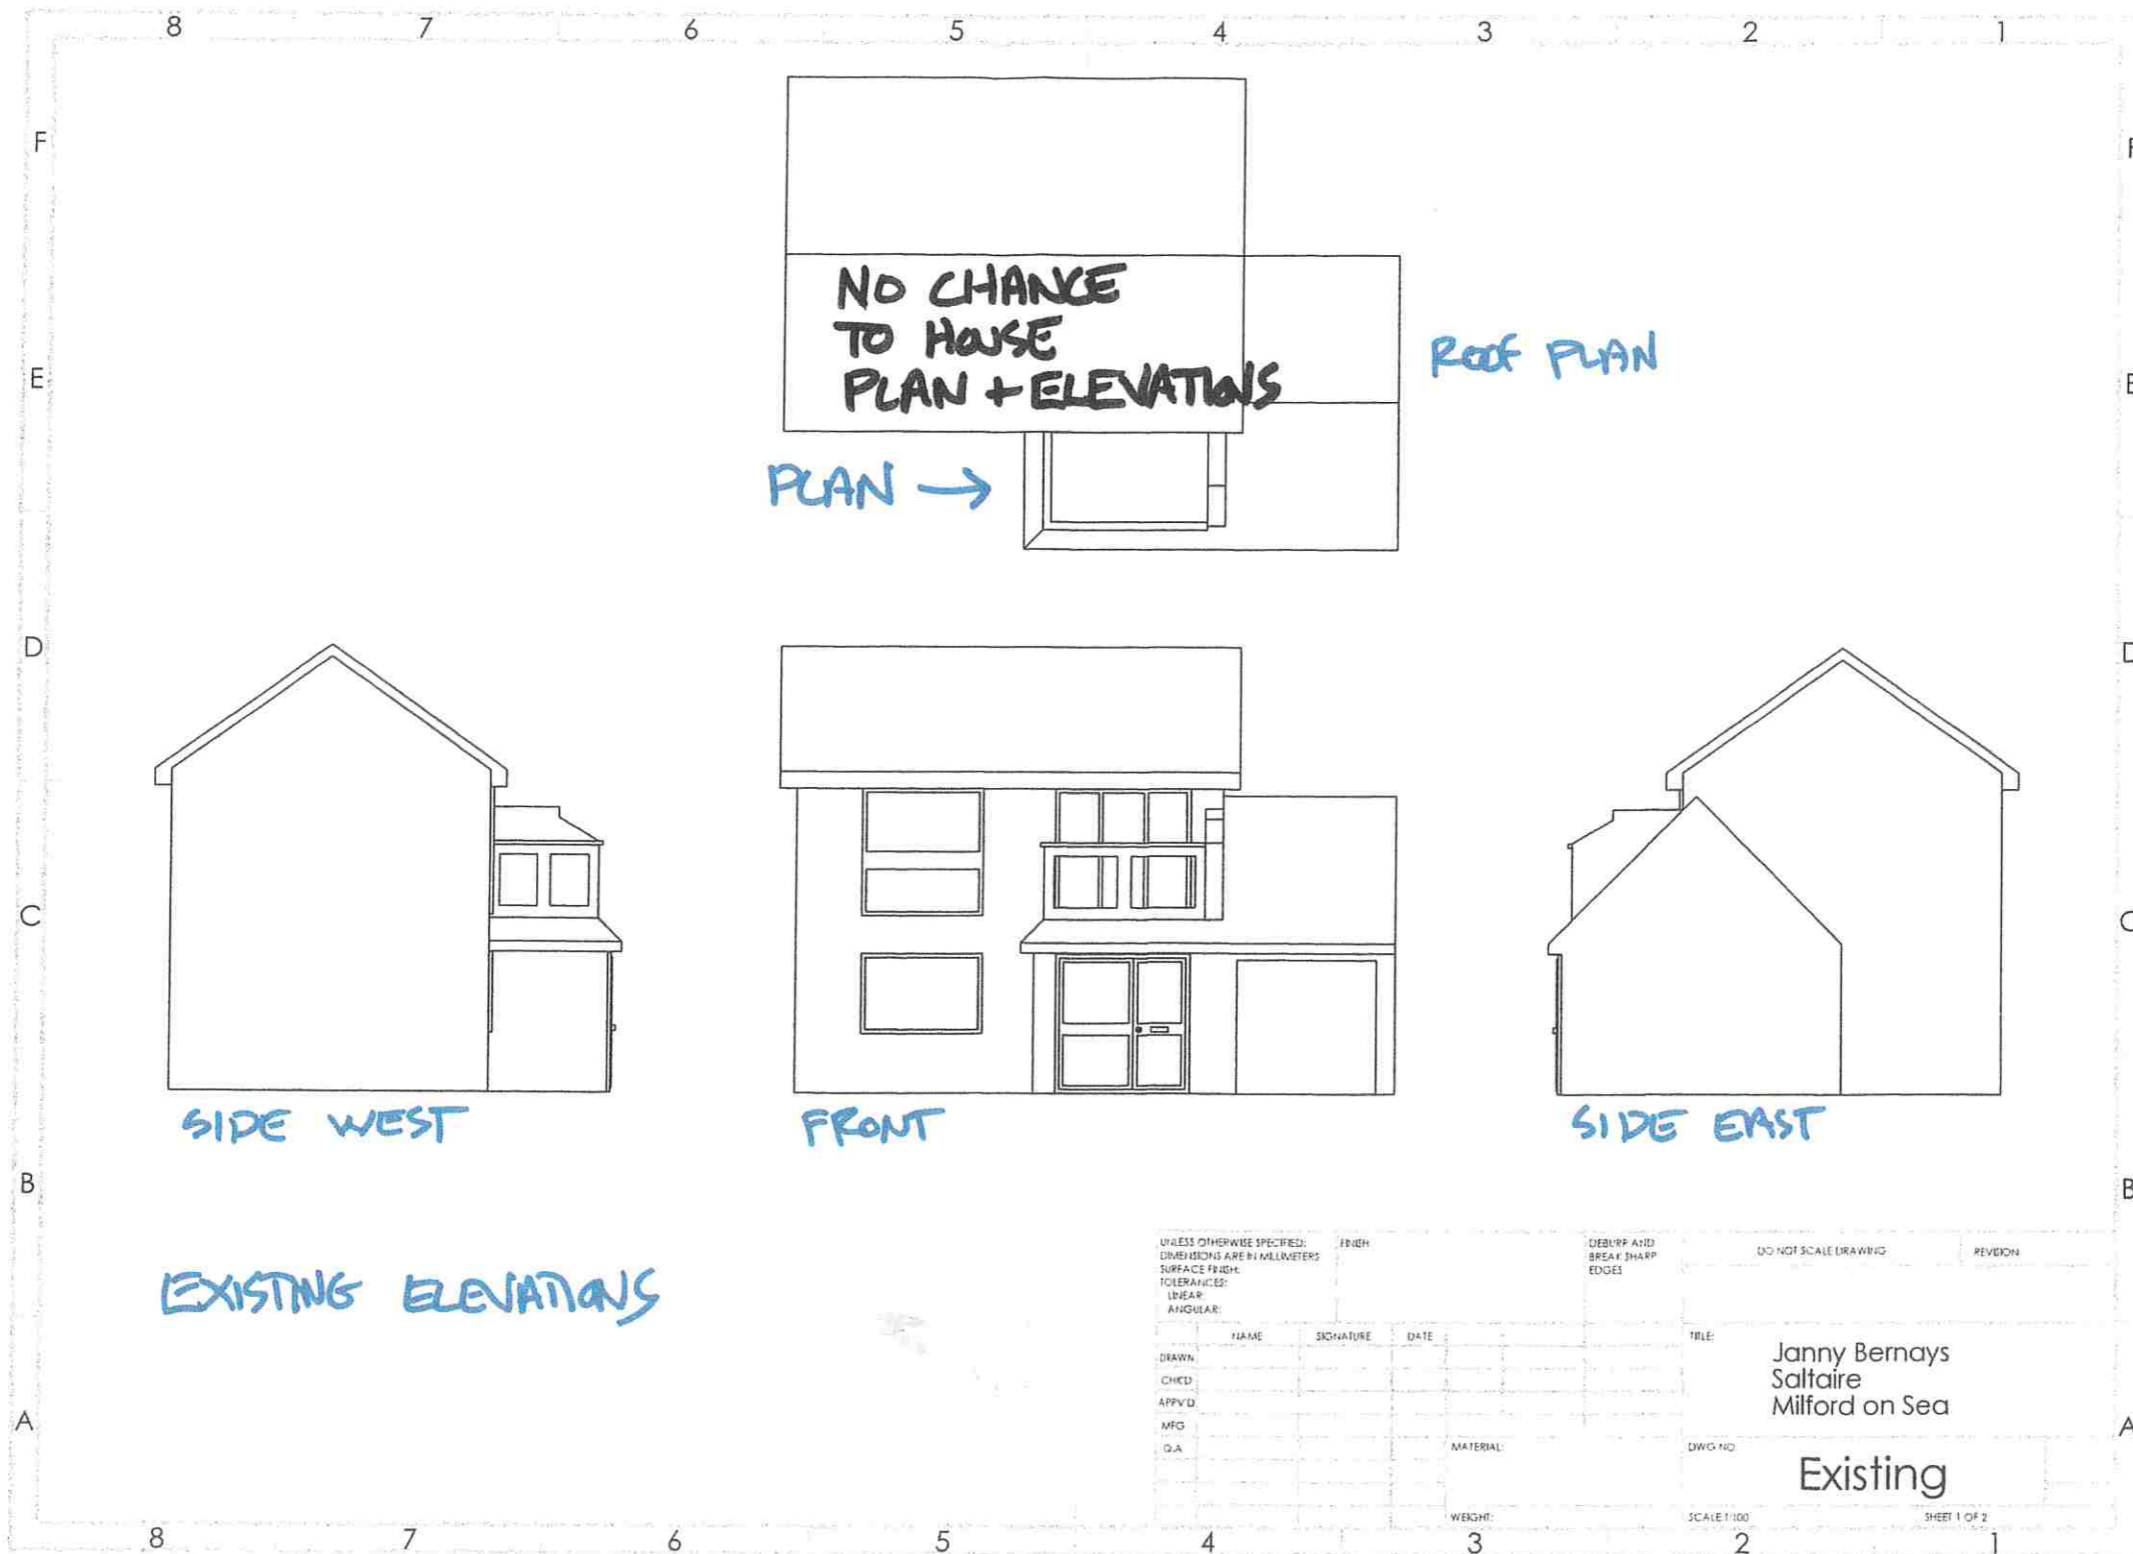 8 7 6 5 4 3 2 1
F
F
NO CHANGE
TO HOUSE
PLAN + ELEVATIONS
ROOF PLAN
E
E
PLAN →
D
D
C
C
SIDE WEST
FRONT
SIDE EAST
B
B
EXISTING ELEVATIONS
UNLESS OTHERWISE SPECIFIED:
DIMENSIONS ARE IN MILLIMETERS
SURFACE FINISH:
TOLERANCES:
LINEAR:
ANGULAR:
FINISH
DEBURR AND
BREAK SHARP
EDGES
DO NOT SCALE DRAWING
REVISION
NAME SIGNATURE DATE
DRAWN
CHK'D
APPV'D
MFG
Q.A
MATERIAL:
WEIGHT:
TITLE:
Janny Bernays
Saltaire
Milford on Sea
A
A
DWG NO
Existing
SCALE 1:100
SHEET 1 OF 2
8 7 6 5 4 3 2 1